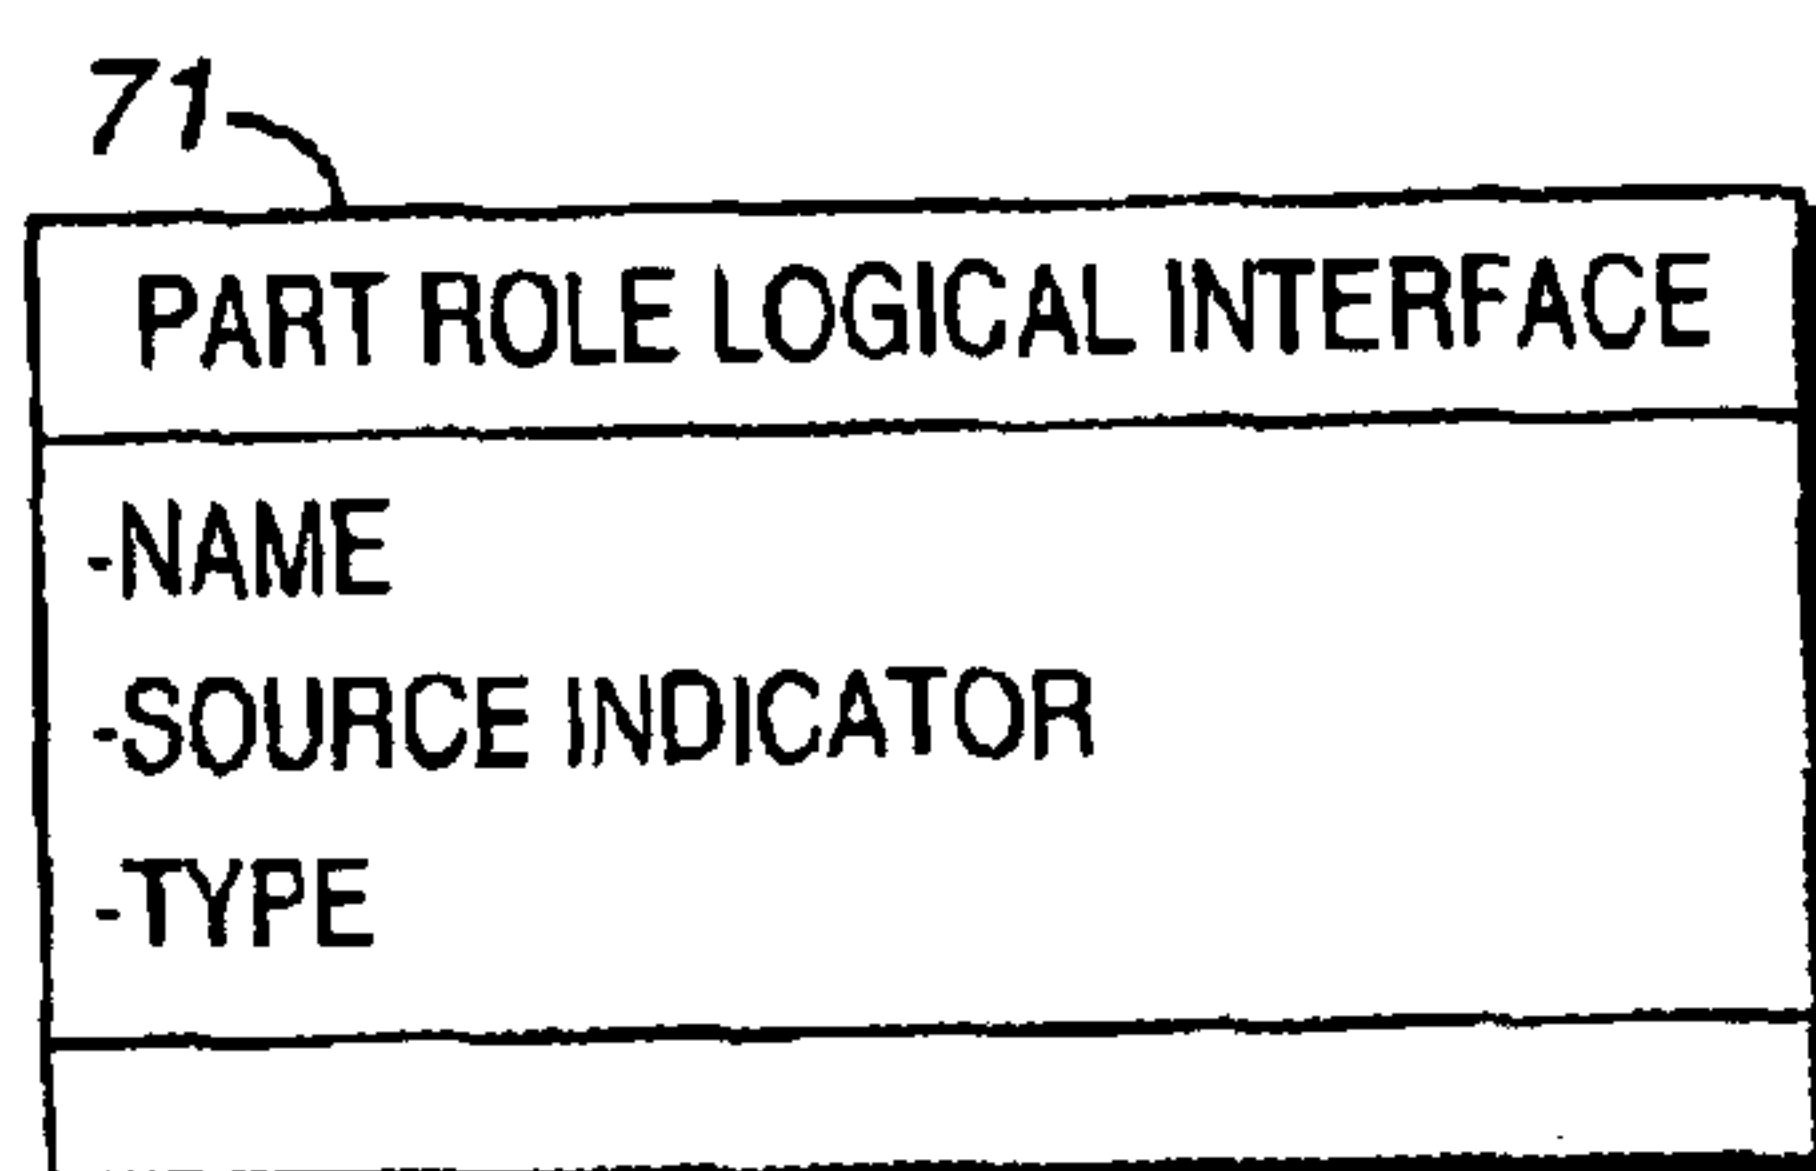 71
PART ROLE LOGICAL INTERFACE
-NAME
-SOURCE INDICATOR
-TYPE